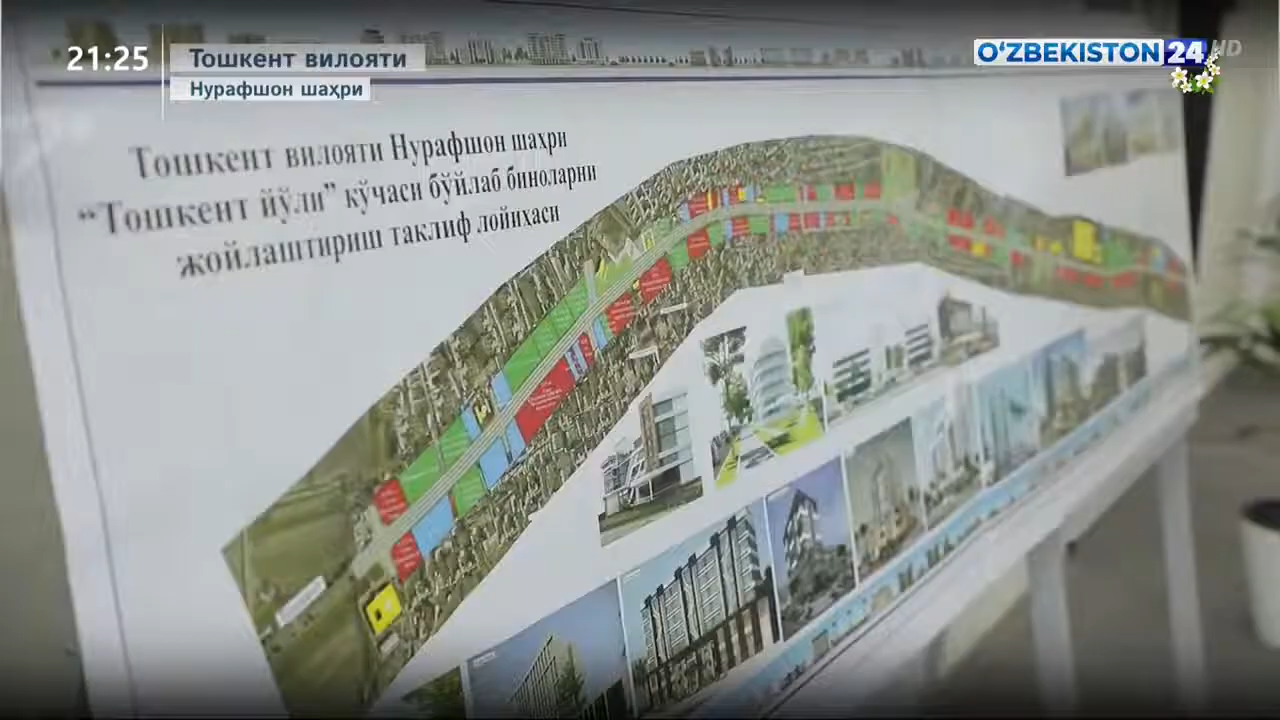 21:25
Тошкент вилояти
Нурафшон шаҳри
O‘ZBEKISTON 24 HD
Тошкент вилояти Нурафшон шаҳри
“Тошкент йўли” кўчаси бўйлаб биноларни
жойлаштириш таклиф лойиҳаси